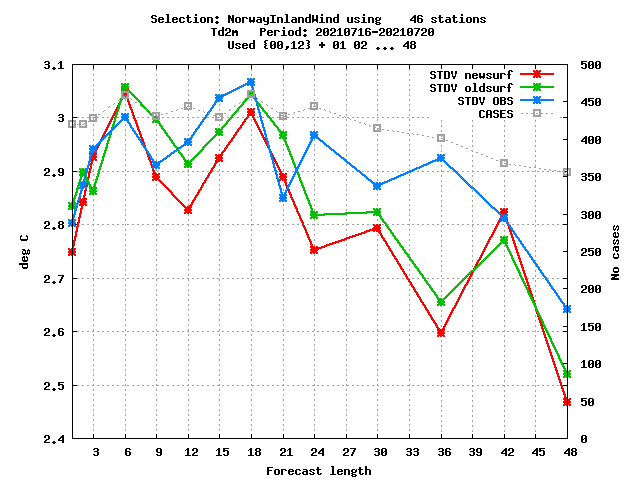 Selection: NorwayInlandWind using    46 stations
Td2m   Period: 20210716-20210720
Used {00,12} + 01 02 ... 48
STDV newsurf
STDV oldsurf
STDV OBS
CASES
deg C
3,1
3
2,9
2,8
2,7
2,6
2,5
2,4
500
450
400
350
300
250
200
150
100
50
0
No cases
3 6 9 12 15 18 21 24 27 30 33 36 39 42 45 48
Forecast length